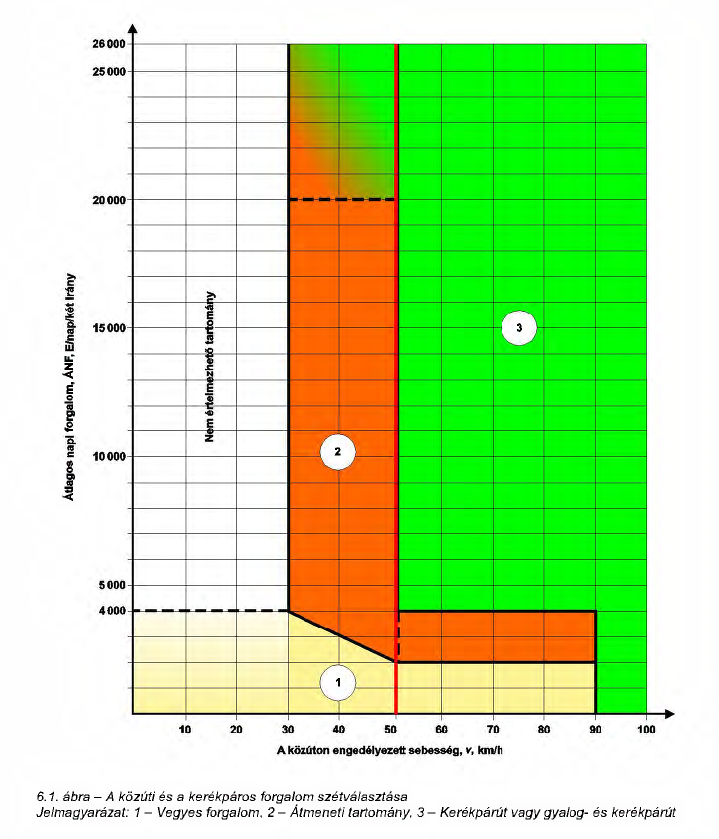 26 000
25 000
20 000
15 000
10 000
5 000
4 000
Átlagos napi forgalom, ÁNF, E/nap/két irány
Nem értelmezhető tartomány
3
2
1
10 20 30 40 50 60 70 80 90 100
A közúton engedélyezett sebesség, v, km/h
6.1. ábra – A közúti és a kerékpáros forgalom szétválasztása
Jelmagyarázat: 1 – Vegyes forgalom, 2 – Átmeneti tartomány, 3 – Kerékpárút vagy gyalog- és kerékpárút